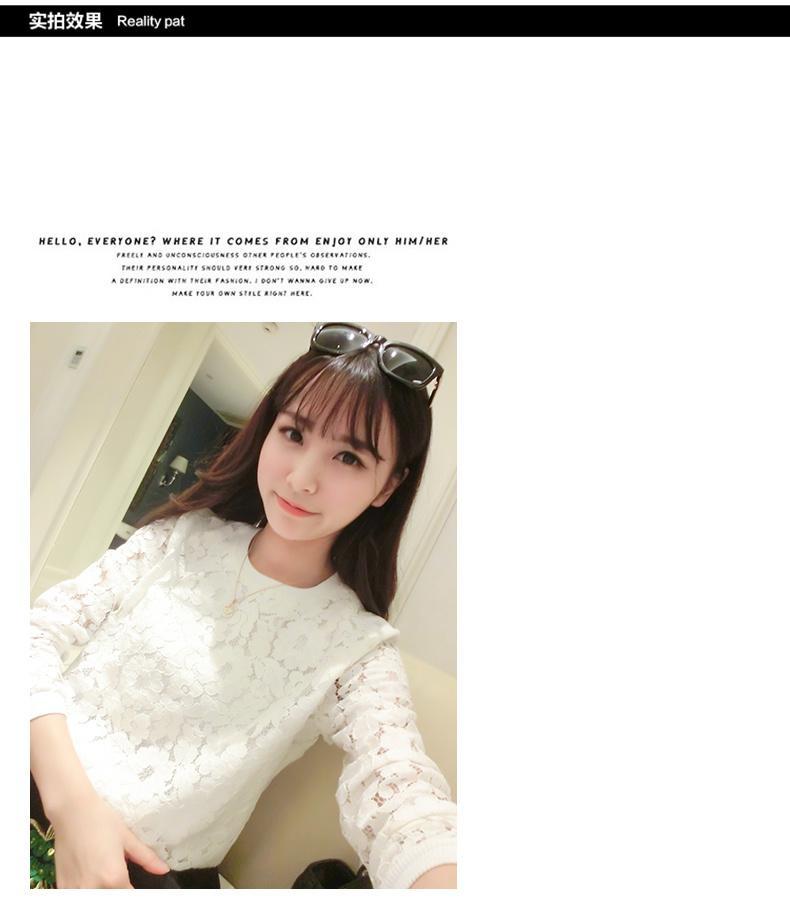 实拍效果 Reality pat
HELLO, EVERYONE? WHERE IT COMES FROM ENJOY ONLY HIM/HER
FREELY AND UNCONSCIOUSNESS OTHER PEOPLE'S OBSERVATIONS.
THEIR PERSONALITY SHOULD VERY STRONG SO, HARD TO MAKE
A DEFINITION WITH THEIR FASHION. I DON'T WANNA GIVE UP NOW.
MAKE YOUR OWN STYLE RIGHT HERE.